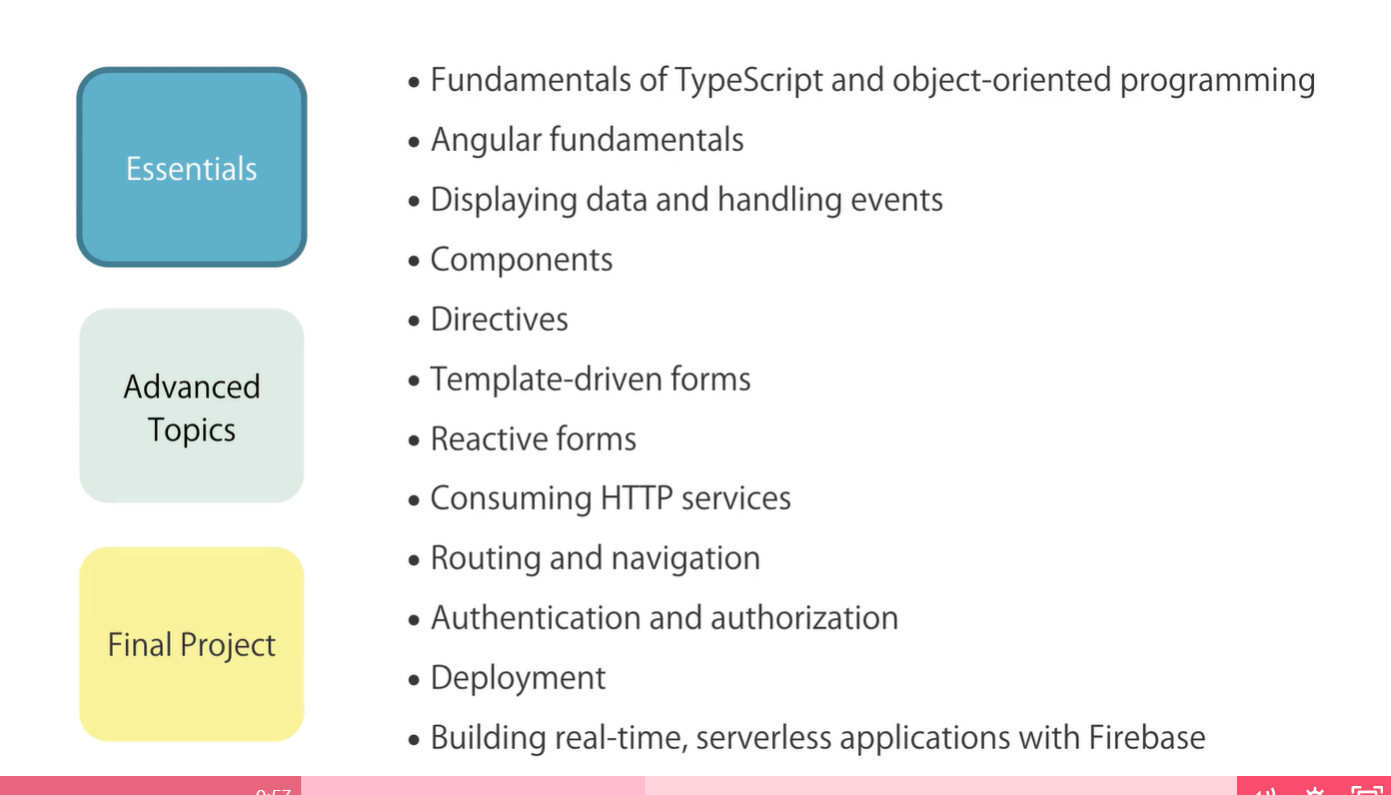 Essentials
Advanced
Topics
Final Project
• Fundamentals of TypeScript and object-oriented programming
• Angular fundamentals
• Displaying data and handling events
• Components
• Directives
• Template-driven forms
• Reactive forms
• Consuming HTTP services
• Routing and navigation
• Authentication and authorization
• Deployment
• Building real-time, serverless applications with Firebase
0:57